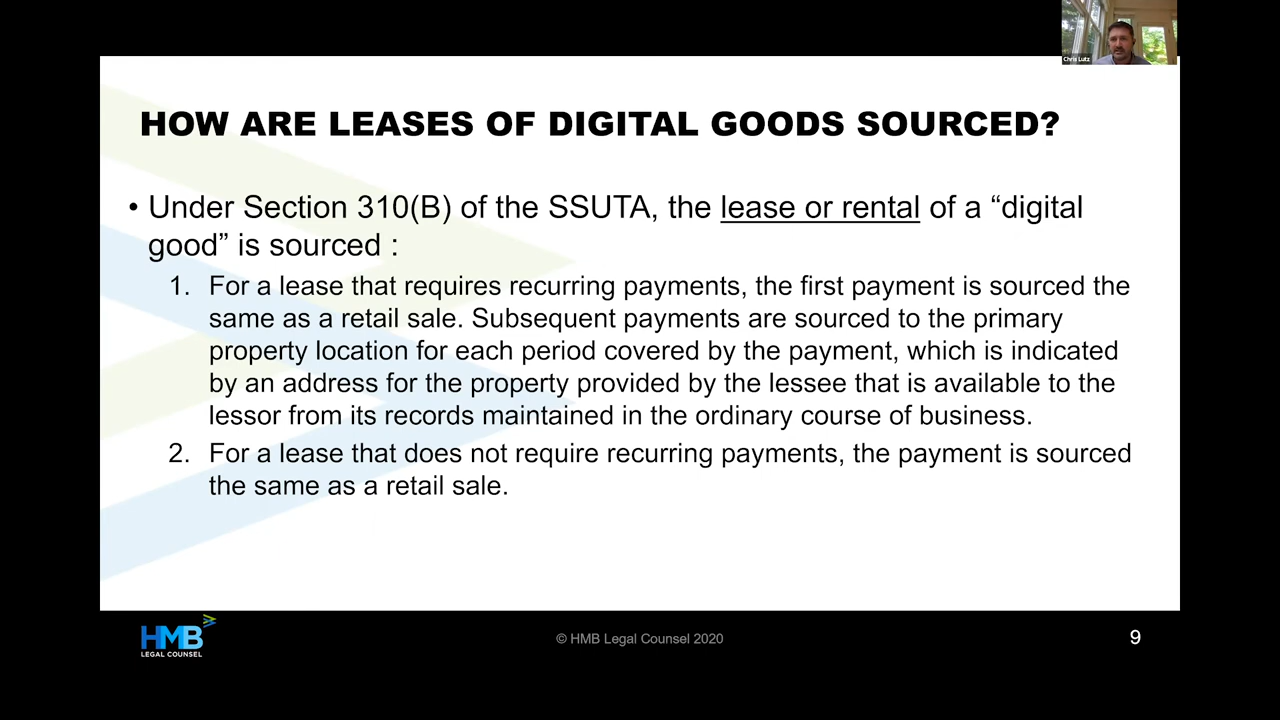 Chris Lutz
HOW ARE LEASES OF DIGITAL GOODS SOURCED?
• Under Section 310(B) of the SSUTA, the lease or rental of a “digital
good” is sourced :
1. For a lease that requires recurring payments, the first payment is sourced the
same as a retail sale. Subsequent payments are sourced to the primary
property location for each period covered by the payment, which is indicated
by an address for the property provided by the lessee that is available to the
lessor from its records maintained in the ordinary course of business.
2. For a lease that does not require recurring payments, the payment is sourced
the same as a retail sale.
HMB
LEGAL COUNSEL
© HMB Legal Counsel 2020
9